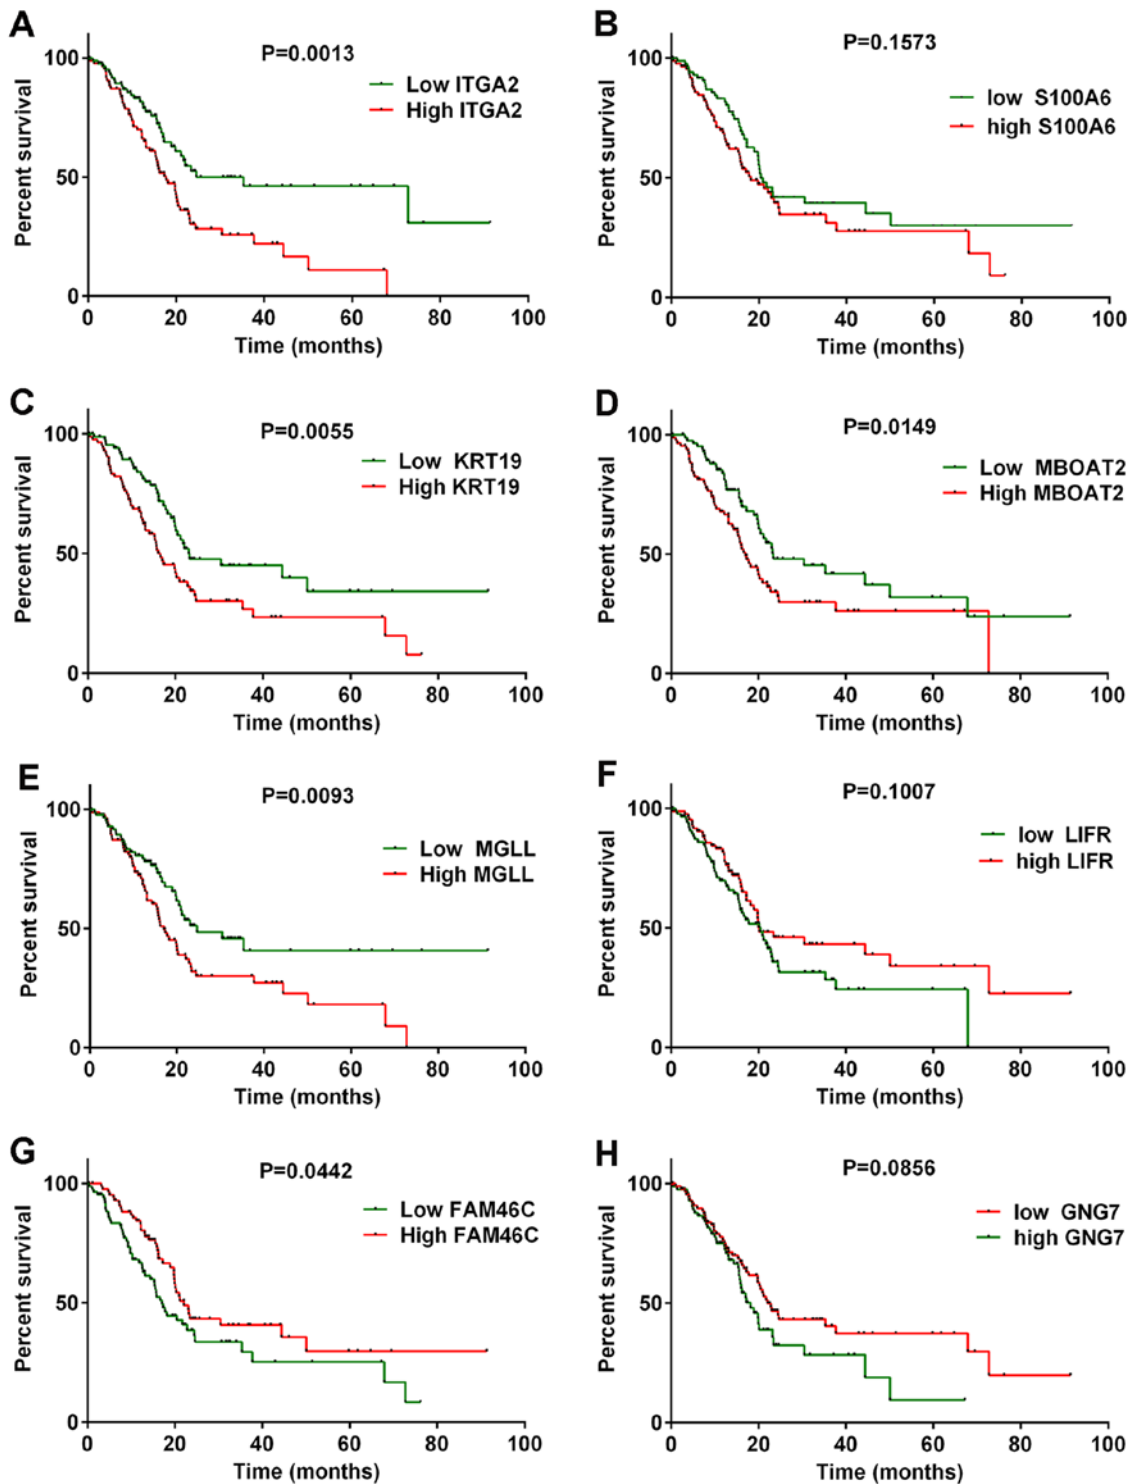 A
P=0.0013
Low ITGA2
High ITGA2
Percent survival
100
50
0
0 20 40 60 80 100
Time (months)
B
P=0.1573
low S100A6
high S100A6
Percent survival
100
50
0
0 20 40 60 80 100
Time (months)
C
P=0.0055
Low KRT19
High KRT19
Percent survival
100
50
0
0 20 40 60 80 100
Time (months)
D
P=0.0149
Low MBOAT2
High MBOAT2
Percent survival
100
50
0
0 20 40 60 80 100
Time (months)
E
P=0.0093
Low MGLL
High MGLL
Percent survival
100
50
0
0 20 40 60 80 100
Time (months)
F
P=0.1007
low LIFR
high LIFR
Percent survival
100
50
0
0 20 40 60 80 100
Time (months)
G
P=0.0442
Low FAM46C
High FAM46C
Percent survival
100
50
0
0 20 40 60 80 100
Time (months)
H
P=0.0856
low GNG7
high GNG7
Percent survival
100
50
0
0 20 40 60 80 100
Time (months)